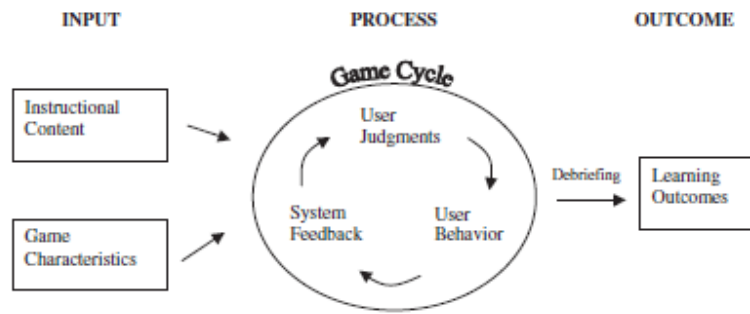 INPUT
PROCESS
OUTCOME
Game Cycle
Instructional
Content
User
Judgments
Debriefing
Learning
Outcomes
System
Feedback
User
Behavior
Game
Characteristics